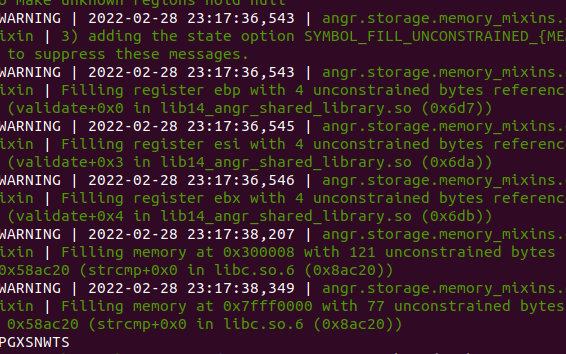 o make unknown regions hold null
WARNING | 2022-02-28 23:17:36,543 | angr.storage.memory_mixins.
ixin | 3) adding the state option SYMBOL_FILL_UNCONSTRAINED_{ME
 to suppress these messages.
WARNING | 2022-02-28 23:17:36,543 | angr.storage.memory_mixins.
ixin | Filling register ebp with 4 unconstrained bytes referenc
 (validate+0x0 in lib14_angr_shared_library.so (0x6d7))
WARNING | 2022-02-28 23:17:36,545 | angr.storage.memory_mixins.
ixin | Filling register esi with 4 unconstrained bytes referenc
 (validate+0x3 in lib14_angr_shared_library.so (0x6da))
WARNING | 2022-02-28 23:17:36,546 | angr.storage.memory_mixins.
ixin | Filling register ebx with 4 unconstrained bytes referenc
 (validate+0x4 in lib14_angr_shared_library.so (0x6db))
WARNING | 2022-02-28 23:17:38,207 | angr.storage.memory_mixins.
ixin | Filling memory at 0x300008 with 121 unconstrained bytes
0x58ac20 (strcmp+0x0 in libc.so.6 (0x8ac20))
WARNING | 2022-02-28 23:17:38,349 | angr.storage.memory_mixins.
ixin | Filling memory at 0x7fff0000 with 77 unconstrained bytes
 0x58ac20 (strcmp+0x0 in libc.so.6 (0x8ac20))
PGXSNWTS